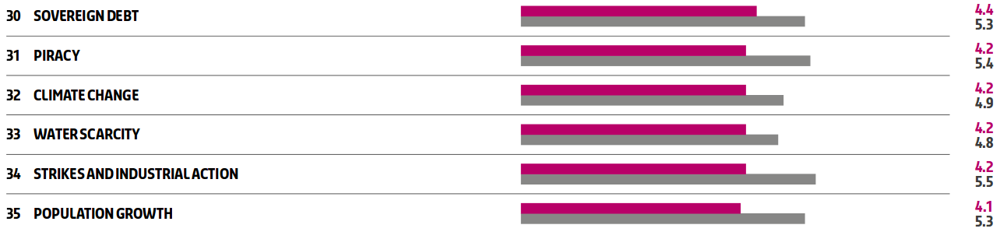 30 SOVEREIGN DEBT 4.4
5.3
31 PIRACY 4.2
5.4
32 CLIMATE CHANGE 4.2
4.9
33 WATER SCARCITY 4.2
4.8
34 STRIKES AND INDUSTRIAL ACTION 4.2
5.5
35 POPULATION GROWTH 4.1
5.3